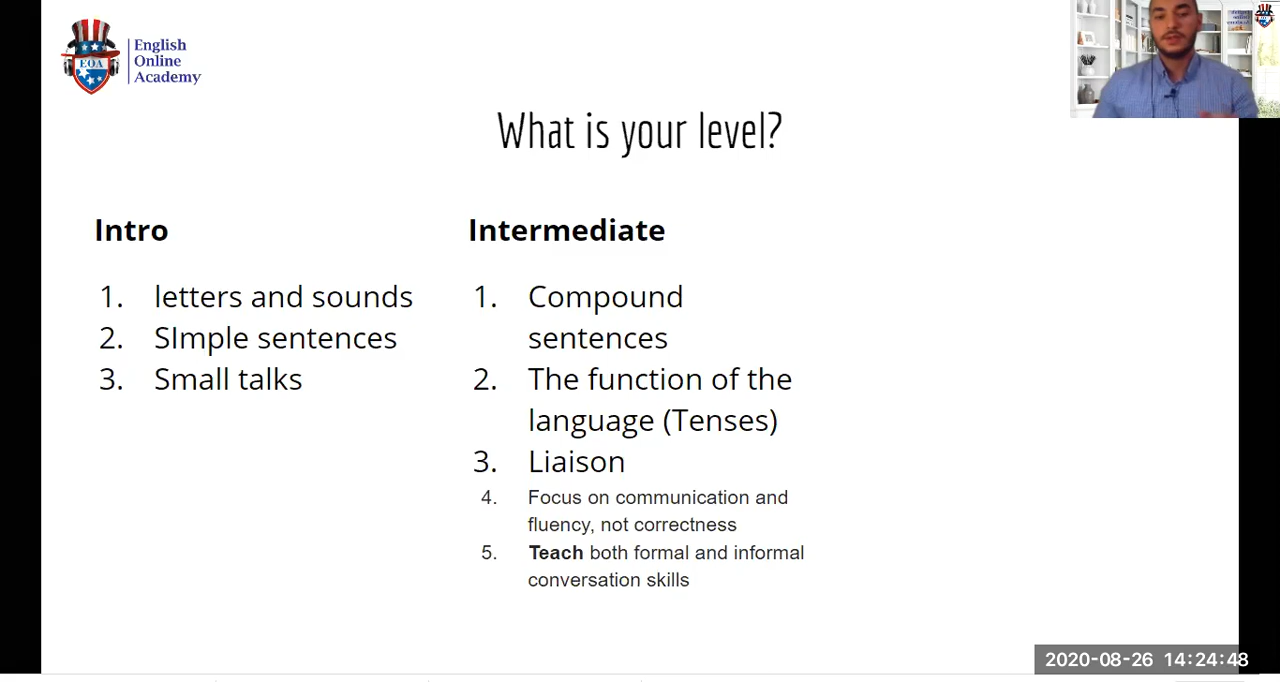 EOA
English
Online
Academy
What is your level?
Intro
1. letters and sounds
2. SImple sentences
3. Small talks
Intermediate
1. Compound
sentences
2. The function of the
language (Tenses)
3. Liaison
4. Focus on communication and
fluency, not correctness
5. Teach both formal and informal
conversation skills
2020-08-26 14:24:48